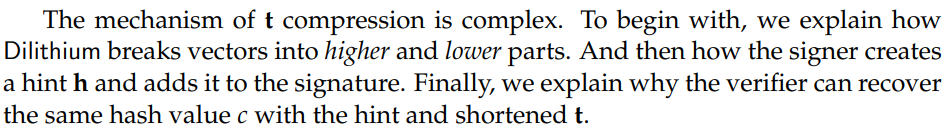 The mechanism of t compression is complex. To begin with, we explain how
Dilithium breaks vectors into higher and lower parts. And then how the signer creates
a hint h and adds it to the signature. Finally, we explain why the verifier can recover
the same hash value c with the hint and shortened t.